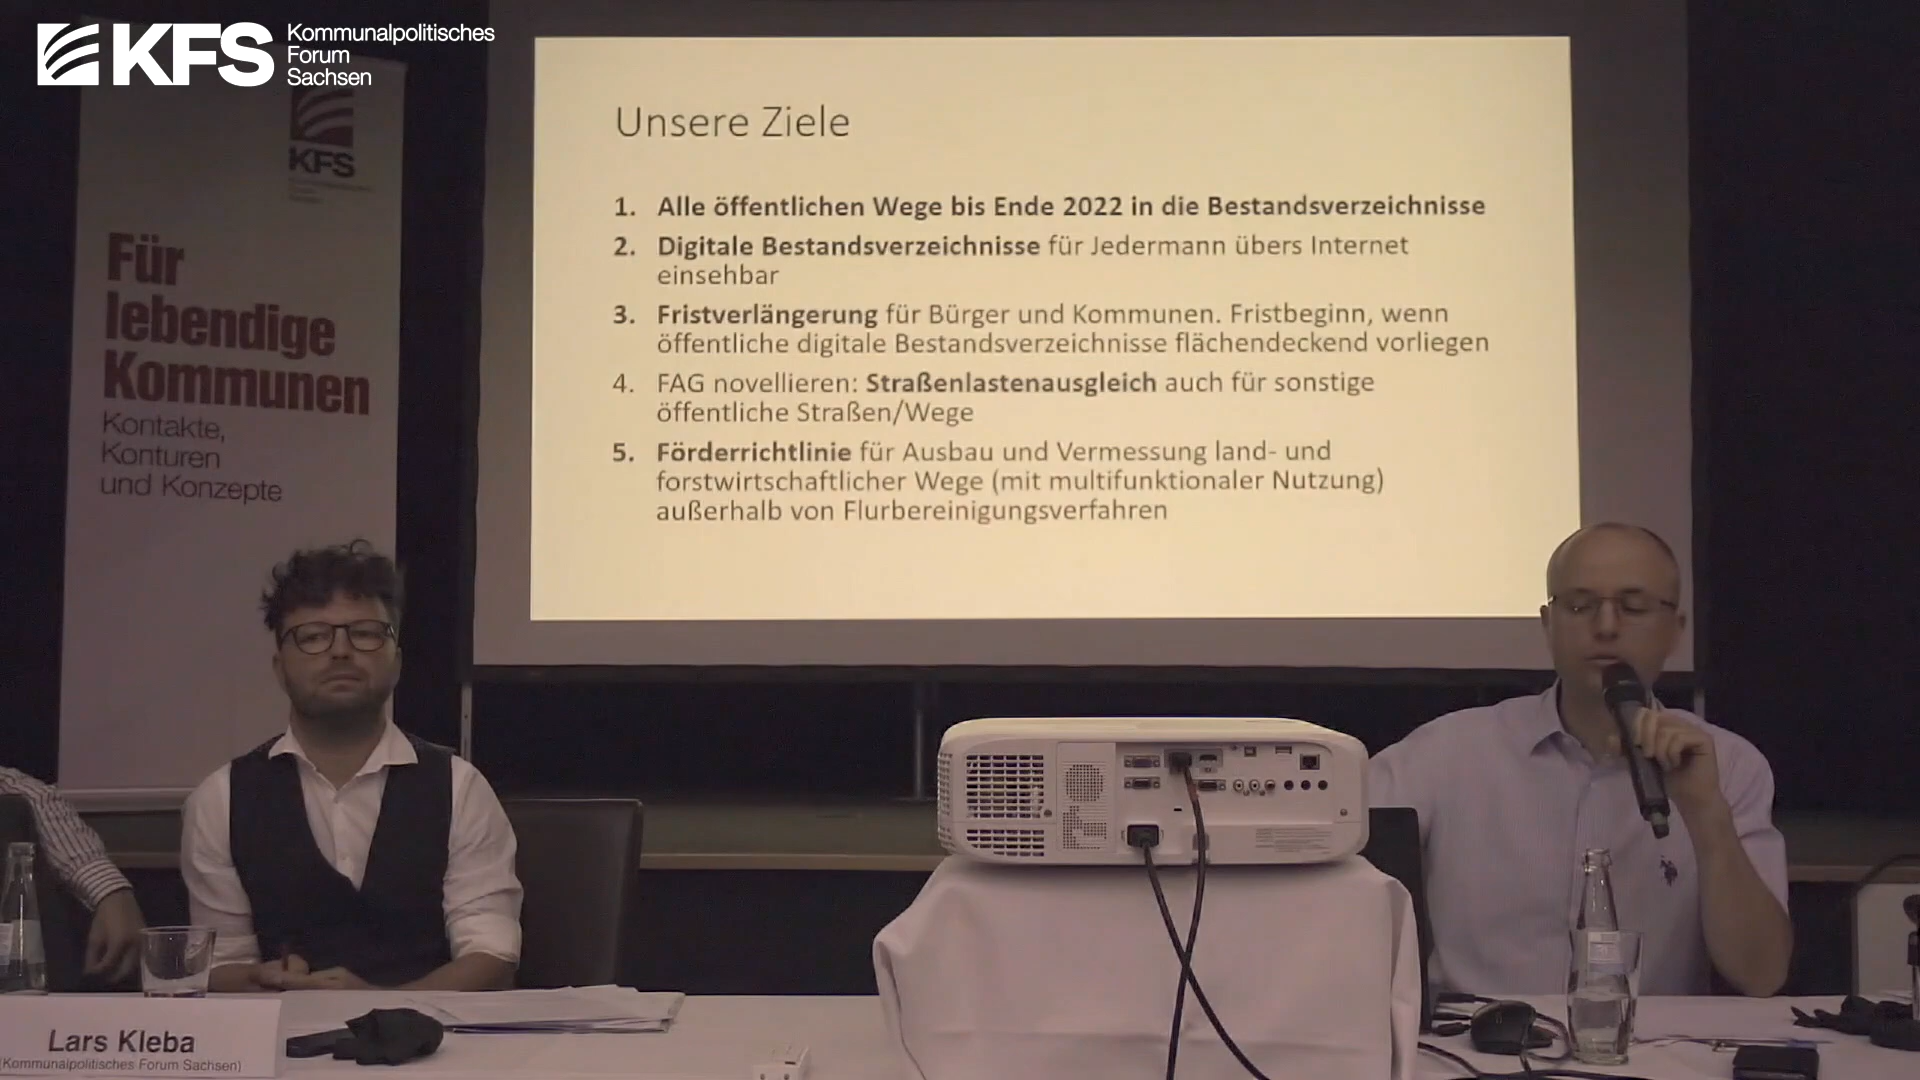 KFS
Kommunalpolitisches
Forum
Sachsen
KFS
Für
lebendige
Kommunen
Kontakte,
Konturen
und Konzepte
Unsere Ziele
1. Alle öffentlichen Wege bis Ende 2022 in die Bestandsverzeichnisse
2. Digitale Bestandsverzeichnisse für Jedermann übers Internet
einsehbar
3. Fristverlängerung für Bürger und Kommunen. Fristbeginn, wenn
öffentliche digitale Bestandsverzeichnisse flächendeckend vorliegen
4. FAG novellieren: Straßenlastenausgleich auch für sonstige
öffentliche Straßen/Wege
5. Förderrichtlinie für Ausbau und Vermessung land- und
forstwirtschaftlicher Wege (mit multifunktionaler Nutzung)
außerhalb von Flurbereinigungsverfahren
Lars Kleba
(Kommunalpolitisches Forum Sachsen)